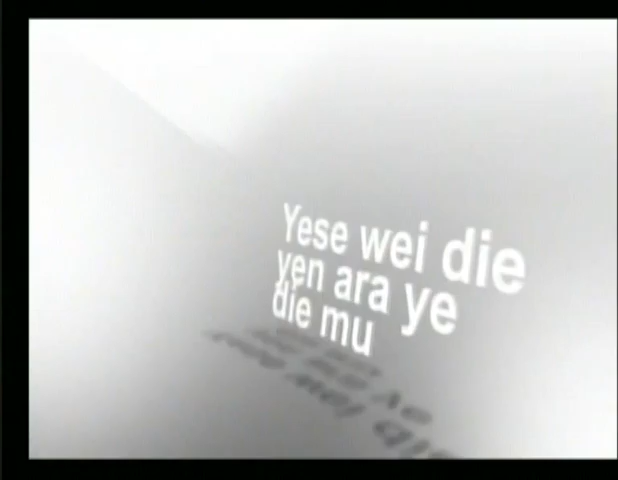 Yese wei die
yen ara ye
die mu